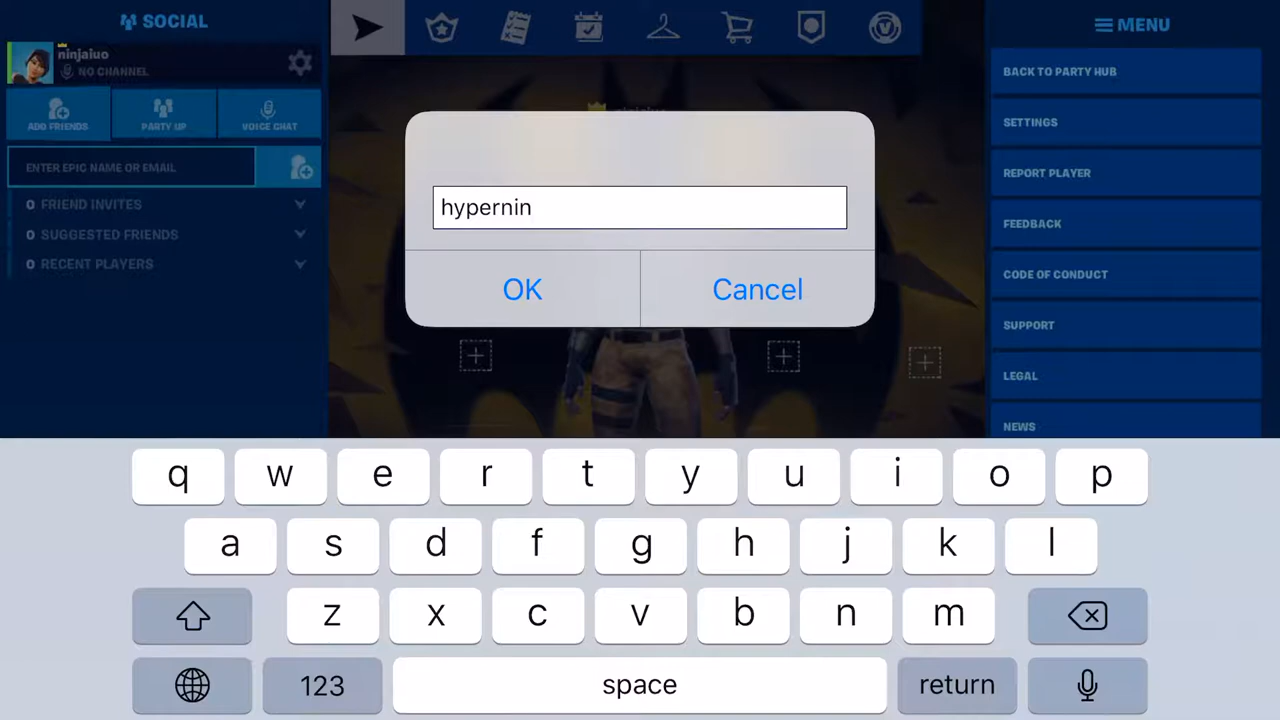 SOCIAL
ninjaiuo
NO CHANNEL
ADD FRIENDS
PARTY UP
VOICE CHAT
ENTER EPIC NAME OR EMAIL
0 FRIEND INVITES
0 SUGGESTED FRIENDS
0 RECENT PLAYERS
hypernin
OK
Cancel
MENU
BACK TO PARTY HUB
SETTINGS
REPORT PLAYER
FEEDBACK
CODE OF CONDUCT
SUPPORT
LEGAL
NEWS
q w e r t y u i o p
a s d f g h j k l
z x c v b n m
123 space return